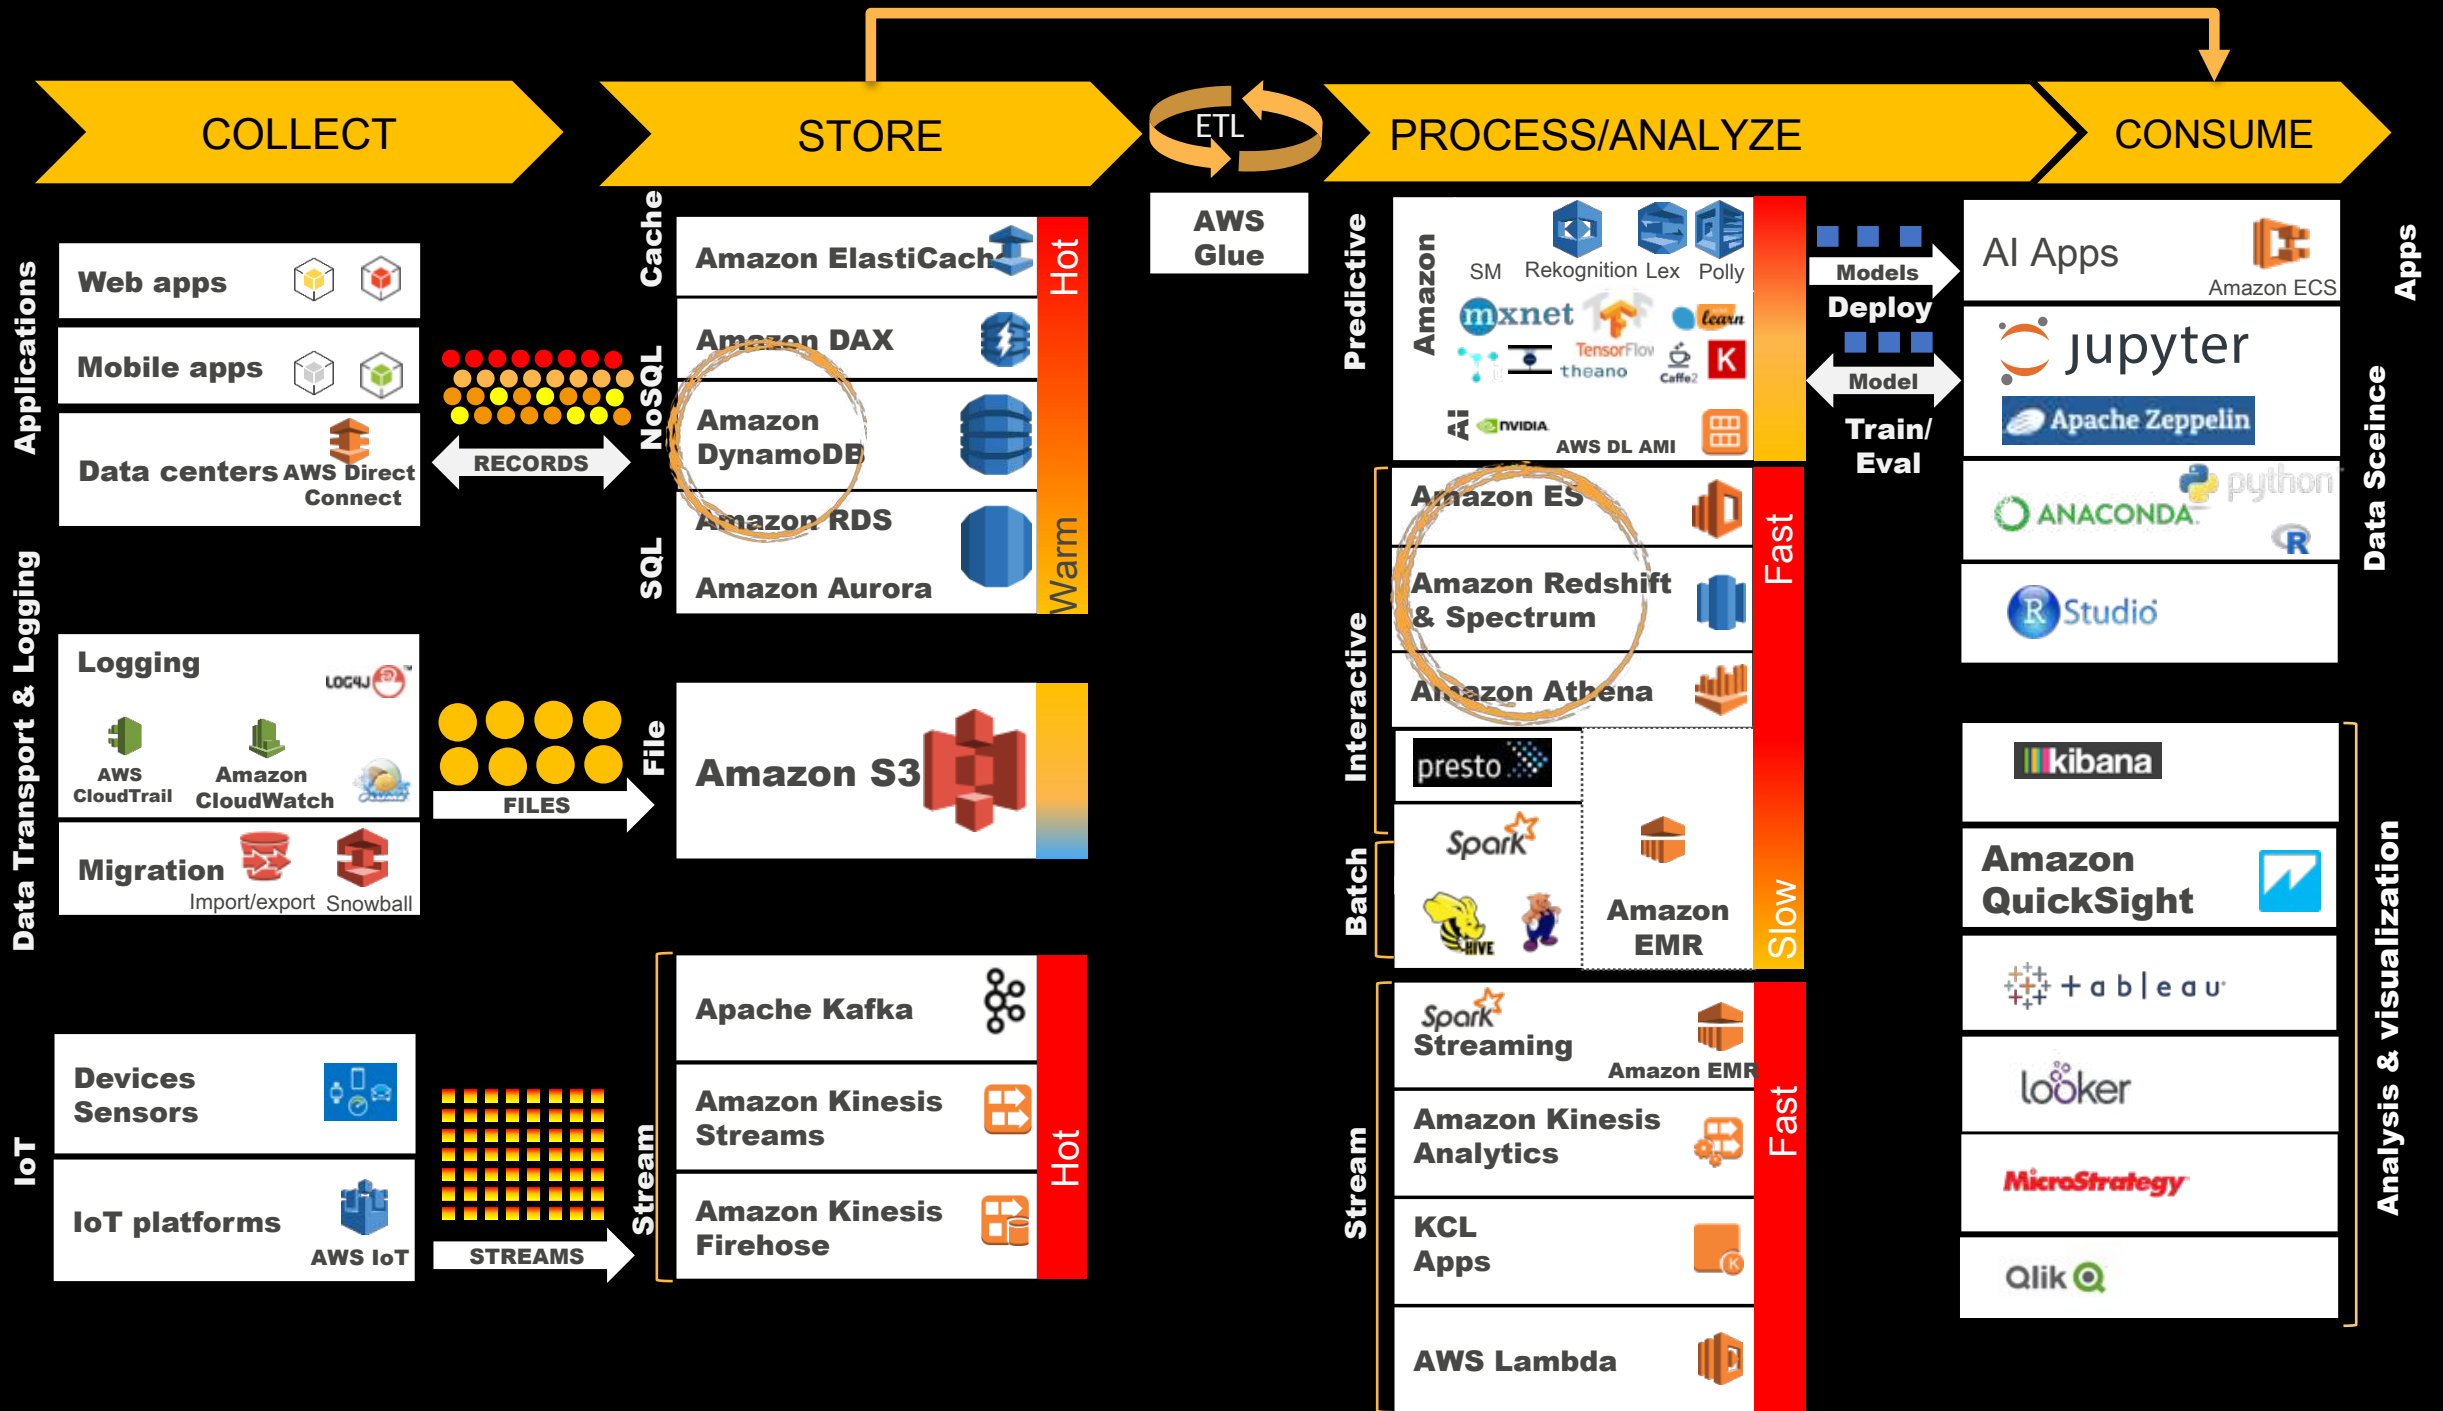 COLLECT
STORE
ETL
PROCESS/ANALYZE
CONSUME
Applications
Web apps
Mobile apps
Data centers
AWS Direct
Connect
RECORDS
Data Transport & Logging
Logging
LOG4J
AWS
CloudTrail
Amazon
CloudWatch
Migration
Import/export
Snowball
FILES
IoT
Devices
Sensors
IoT platforms
AWS IoT
STREAMS
Cache
NoSQL
SQL
Amazon ElastiCache
Amazon DAX
Amazon
DynamoDB
Amazon RDS
Amazon Aurora
Hot
Warm
File
Amazon S3
Stream
Apache Kafka
Amazon Kinesis
Streams
Amazon Kinesis
Firehose
Hot
AWS
Glue
Predictive
Amazon
AI
SM
Rekognition
Lex
Polly
mxnet
TensorFlow
learn
theano
Caffe2
K
NVIDIA
AWS DL AMI
Interactive
Amazon ES
Amazon Redshift
& Spectrum
Amazon Athena
presto
Batch
Spark
HIVE
Amazon
EMR
Fast
Slow
Stream
Spark
Streaming
Amazon EMR
Amazon Kinesis
Analytics
KCL
Apps
K
AWS Lambda
Fast
Models
Deploy
Model
Train/
Eval
Apps
AI Apps
Amazon ECS
Data Sceince
jupyter
Apache Zeppelin
python
ANACONDA
R
R Studio
Analysis & visualization
kibana
Amazon
QuickSight
+ a b l e a u
looker
MicroStrategy
Qlik